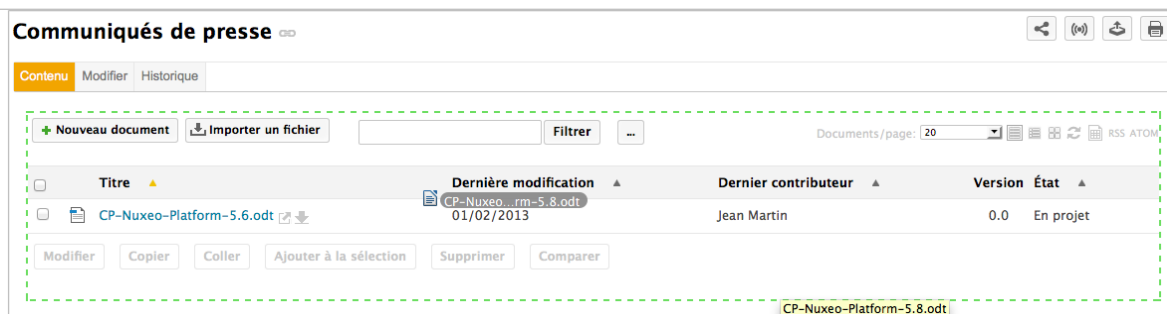 Communiqués de presse
Contenu Modifier Historique
Nouveau document Importer un fichier Filtrer ... Documents/page: 20 RSS ATOM
Titre Dernière modification Dernier contributeur Version État
CP-Nuxeo...rm-5.8.odt
CP-Nuxeo-Platform-5.6.odt 01/02/2013 Jean Martin 0.0 En projet
Modifier Copier Coller Ajouter à la sélection Supprimer Comparer
CP-Nuxeo-Platform-5.8.odt